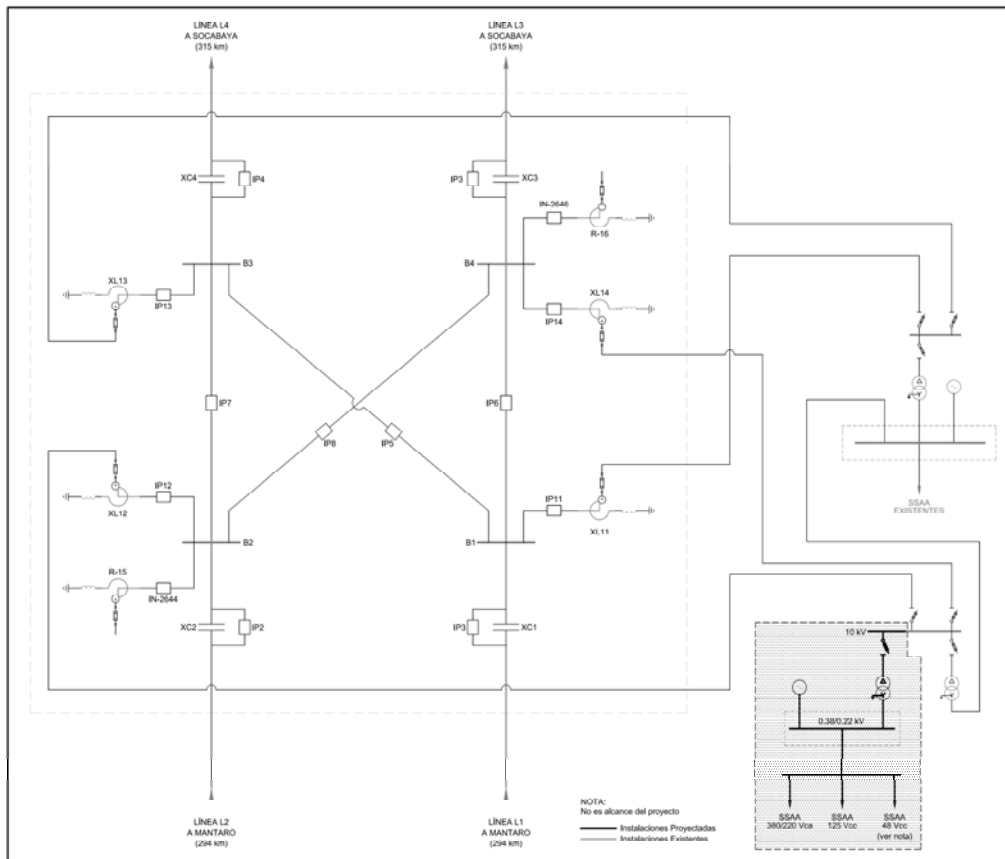 LÍNEA L4
A SOCABAYA
(315 km)
LÍNEA L3
A SOCABAYA
(315 km)
XC4
IP4
IP3
XC3
IN-2646
R-16
B3
B4
XL13
IP13
XL14
IP14
IP7
IP6
IP8
IP5
SSAA
EXISTENTES
IP12
XL12
IP11
XL11
B2
B1
R-15
IN-2644
XC2
IP2
IP3
XC1
10 kV
0.38/0.22 kV
SSAA
380/220 Vca
SSAA
125 Vcc
SSAA
48 Vcc
(ver nota)
NOTA:
No es alcance del proyecto
Instalaciones Proyectadas
Instalaciones Existentes
LÍNEA L2
A MANTARO
(294 km)
LÍNEA L1
A MANTARO
(294 km)